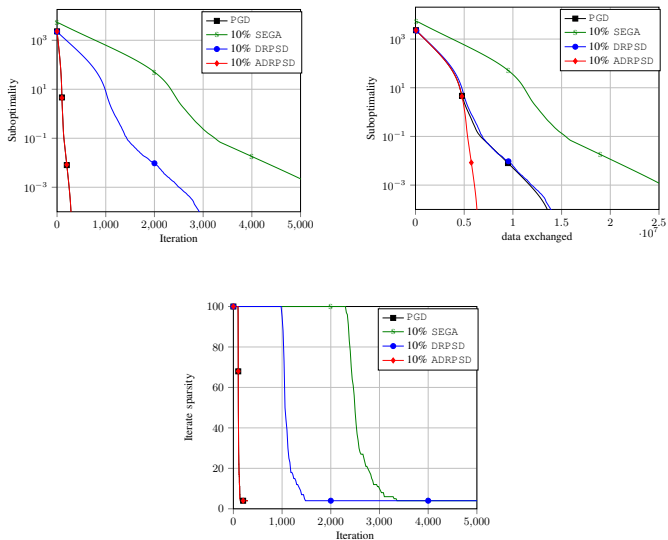 PGD
10% SEGA
10% DRPSD
10% ADRPSD
Suboptimality
10^3
10^1
10^−1
10^−3
0
1,000
2,000
3,000
4,000
5,000
Iteration
PGD
10% SEGA
10% DRPSD
10% ADRPSD
Suboptimality
10^3
10^1
10^−1
10^−3
0
0.5
1
1.5
2
2.5
·10^7
data exchanged
PGD
10% SEGA
10% DRPSD
10% ADRPSD
Iterate sparsity
100
80
60
40
20
0
0
1,000
2,000
3,000
4,000
5,000
Iteration